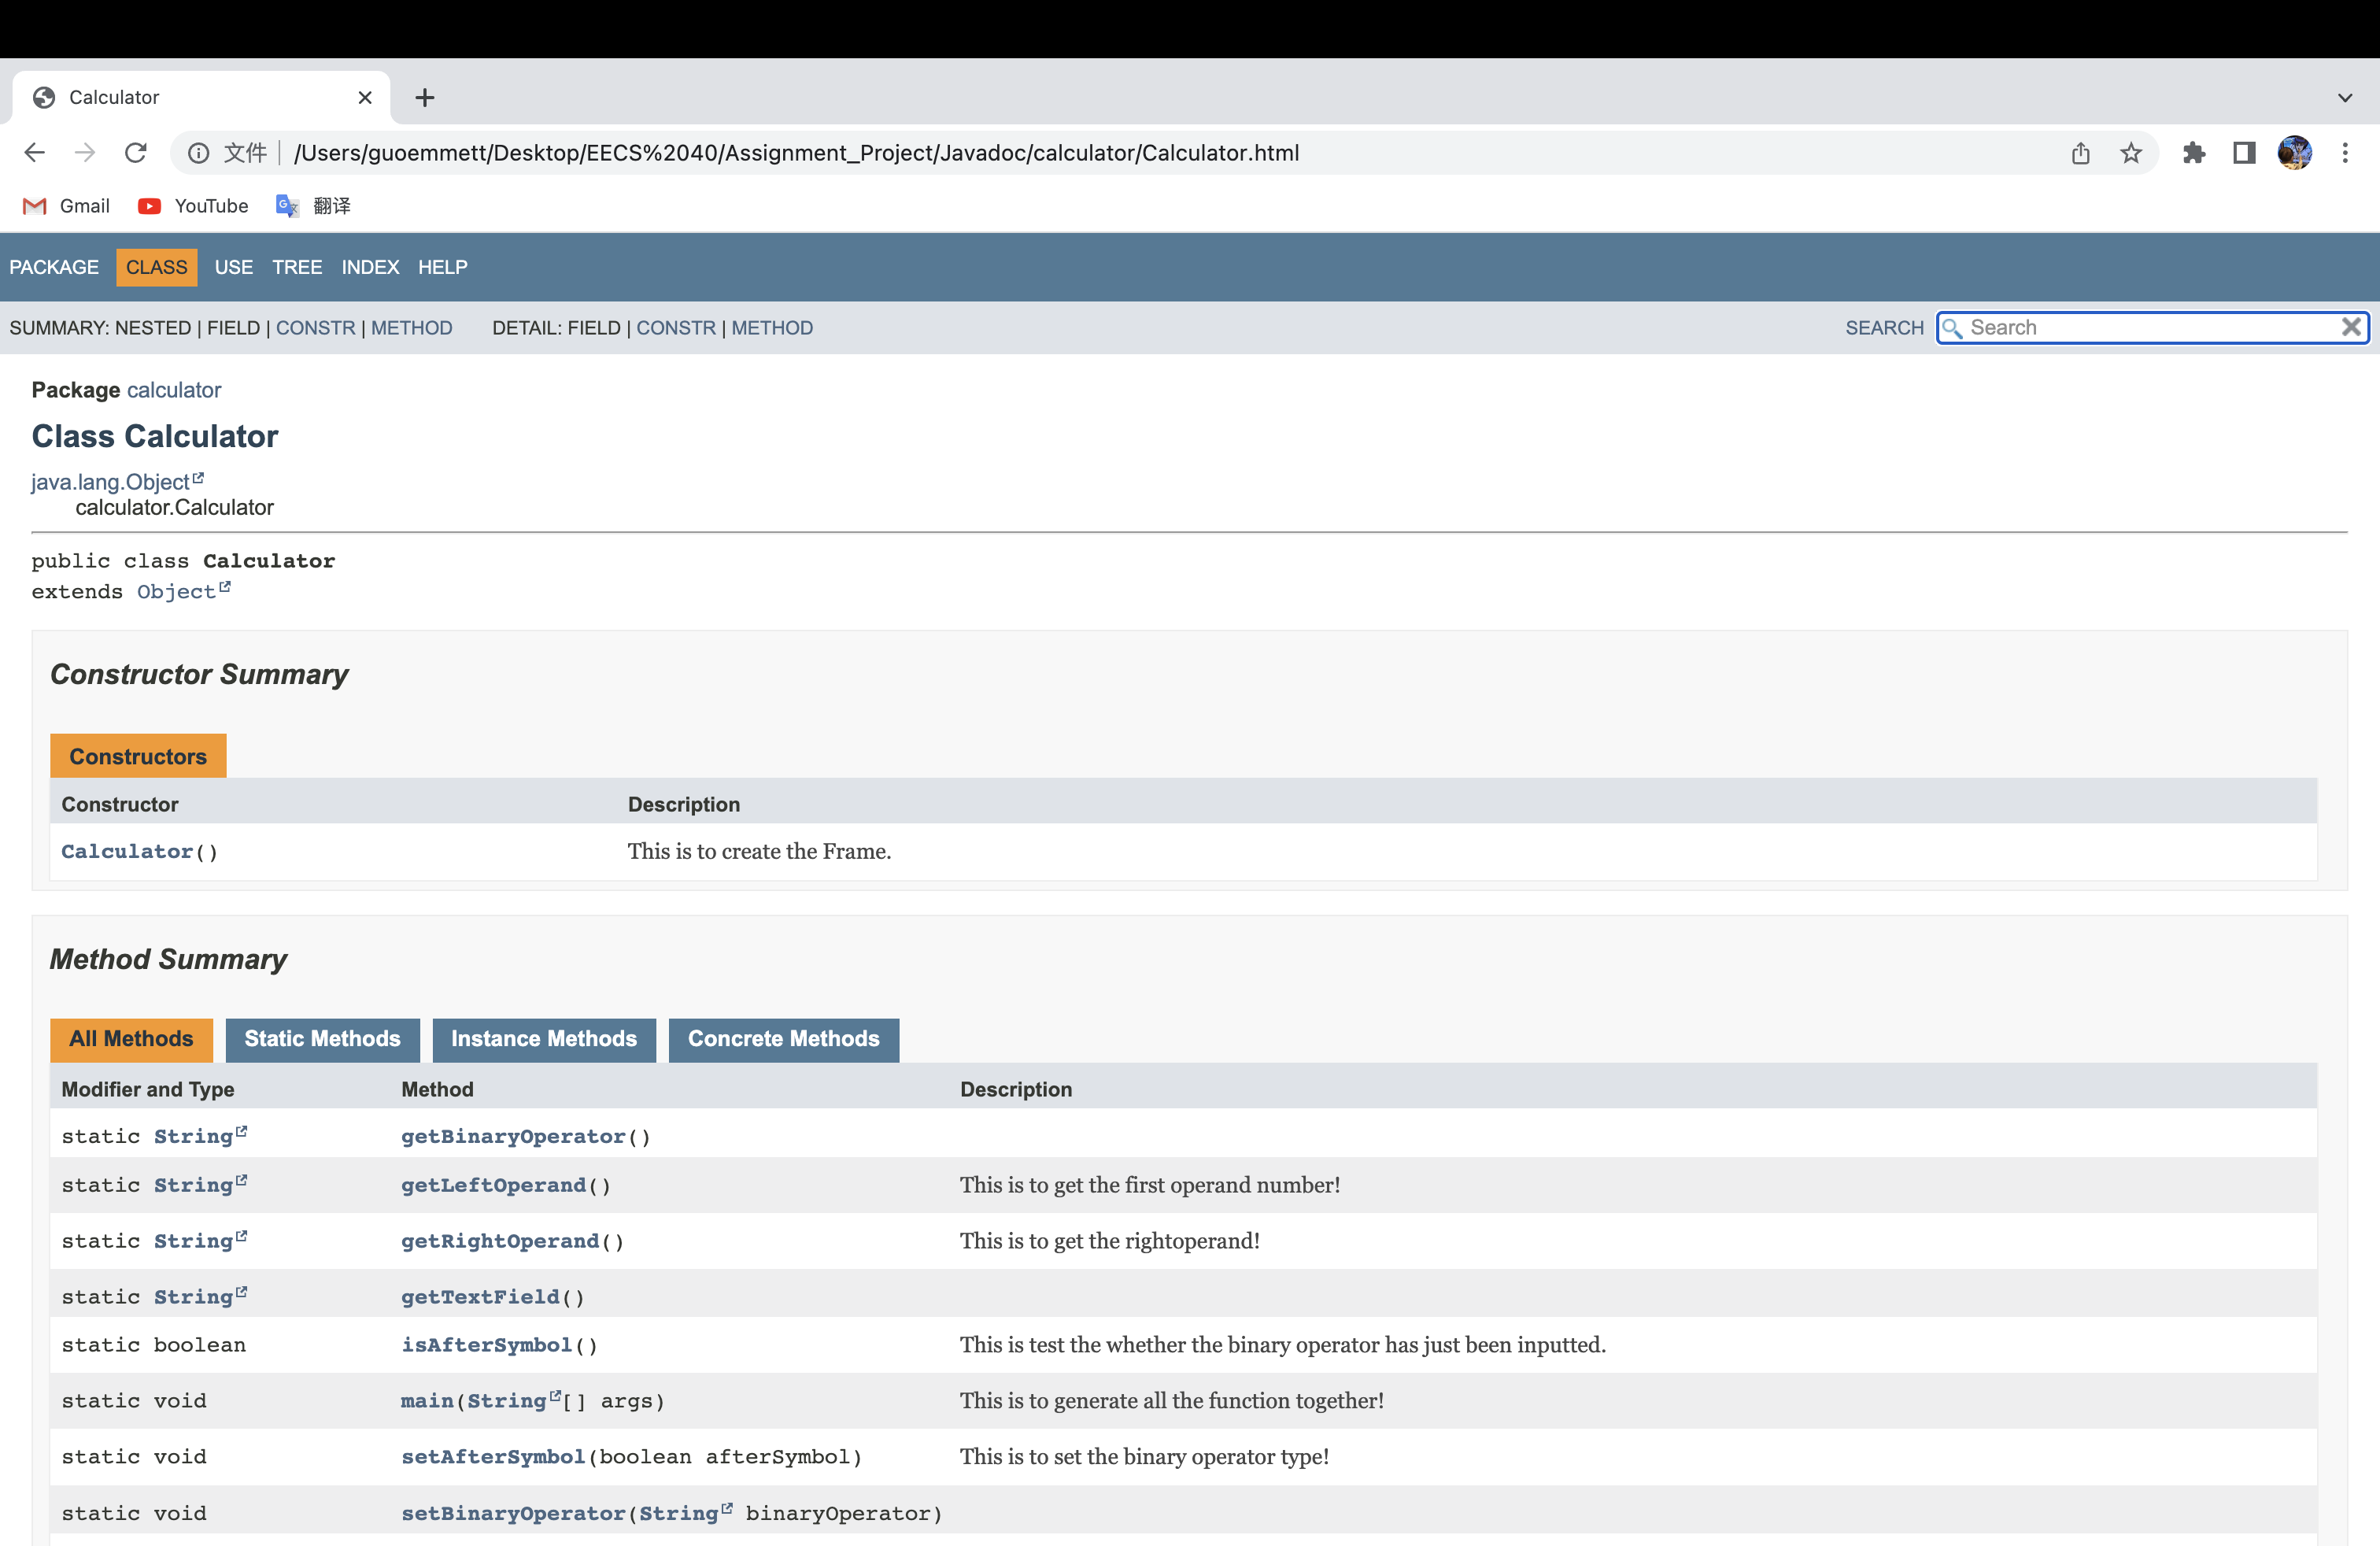 Calculator
文件 /Users/guoemmett/Desktop/EECS%2040/Assignment_Project/Javadoc/calculator/Calculator.html
Gmail YouTube 翻译
PACKAGE CLASS USE TREE INDEX HELP
SUMMARY: NESTED | FIELD | CONSTR | METHOD DETAIL: FIELD | CONSTR | METHOD SEARCH Search
Package calculator
Class Calculator
java.lang.Object
calculator.Calculator
public class Calculator
extends Object
Constructor Summary
Constructors
Constructor Description
Calculator() This is to create the Frame.
Method Summary
All Methods Static Methods Instance Methods Concrete Methods
Modifier and Type Method Description
static String getBinaryOperator()
static String getLeftOperand() This is to get the first operand number!
static String getRightOperand() This is to get the rightoperand!
static String getTextField()
static boolean isAfterSymbol() This is test the whether the binary operator has just been inputted.
static void main(String[] args) This is to generate all the function together!
static void setAfterSymbol(boolean afterSymbol) This is to set the binary operator type!
static void setBinaryOperator(String binaryOperator)